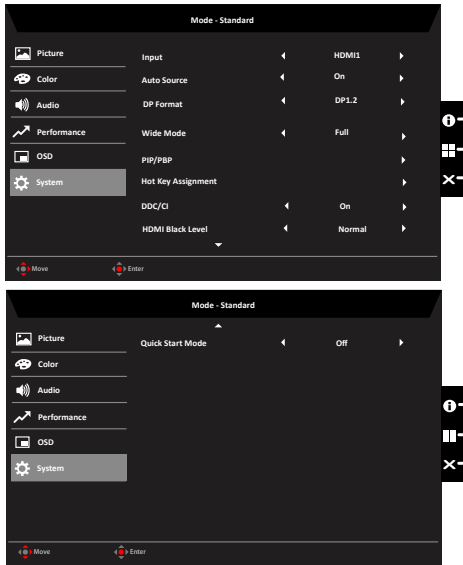 Mode - Standard
Picture
Input HDMI1
Color
Auto Source On
Audio
DP Format DP1.2
Performance
Wide Mode Full
OSD
PIP/PBP
System
Hot Key Assignment
DDC/CI On
HDMI Black Level Normal
Move Enter
Mode - Standard
Picture
Quick Start Mode Off
Color
Audio
Performance
OSD
System
Move Enter